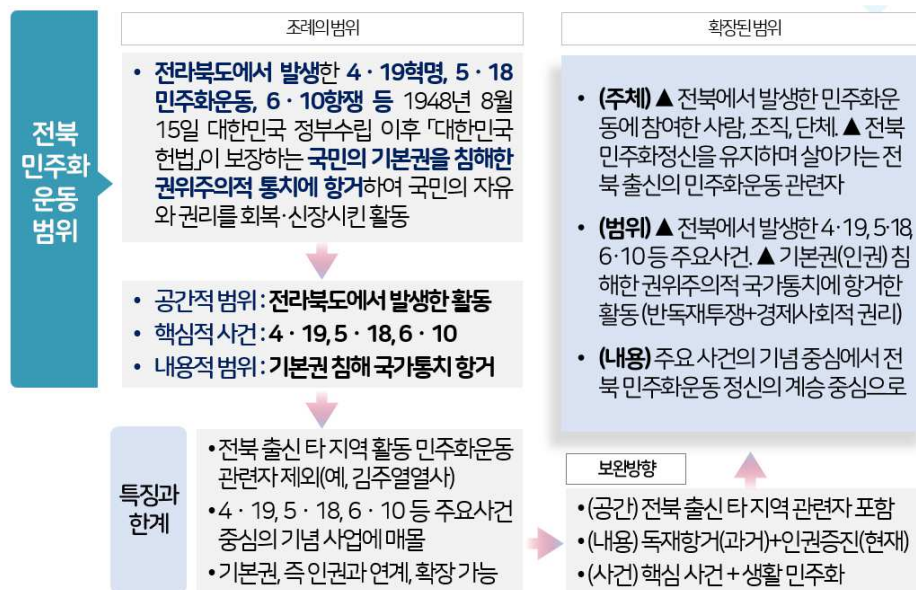 전북
민주화
운동
범위
조례의 범위
• 전라북도에서 발생한 4·19혁명, 5·18
민주화운동, 6·10항쟁 등 1948년 8월
15일 대한민국 정부수립 이후 「대한민국
헌법」이 보장하는 국민의 기본권을 침해한
권위주의적 통치에 항거하여 국민의 자유
와 권리를 회복·신장시킨 활동
• 공간적 범위 : 전라북도에서 발생한 활동
• 핵심적 사건 : 4·19, 5·18, 6·10
• 내용적 범위 : 기본권 침해 국가통치 항거
특징과
한계
•전북 출신 타 지역 활동 민주화운동
관련자 제외(예, 김주열열사)
•4·19, 5·18, 6·10 등 주요사건
중심의 기념 사업에 매몰
•기본권, 즉 인권과 연계, 확장 가능
확장된 범위
• (주체) ▲ 전북에서 발생한 민주화운
동에 참여한 사람, 조직, 단체. ▲ 전북
민주화정신을 유지하며 살아가는 전
북 출신의 민주화운동 관련자
• (범위) ▲ 전북에서 발생한 4·19, 5·18,
6·10 등 주요사건. ▲ 기본권(인권) 침
해한 권위주의적 국가통치에 항거한
활동 (반독재투쟁+경제사회적 권리)
• (내용) 주요 사건의 기념 중심에서 전
북 민주화운동 정신의 계승 중심으로
보완방향
•(공간) 전북 출신 타 지역 관련자 포함
•(내용) 독재항거(과거)+인권증진(현재)
•(사건) 핵심 사건 + 생활 민주화